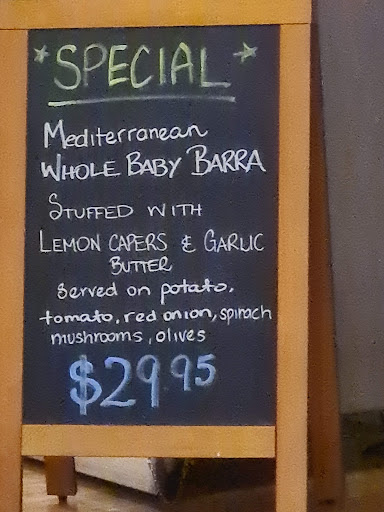 ★ SPECIAL ★
Mediterranean
WHOLE BABY BARRA
STUFFED WITH
LEMON CAPERS & GARLIC
BUTTER
Served on potato,
tomato, red onion, spinach
mushrooms, olives
$29.95